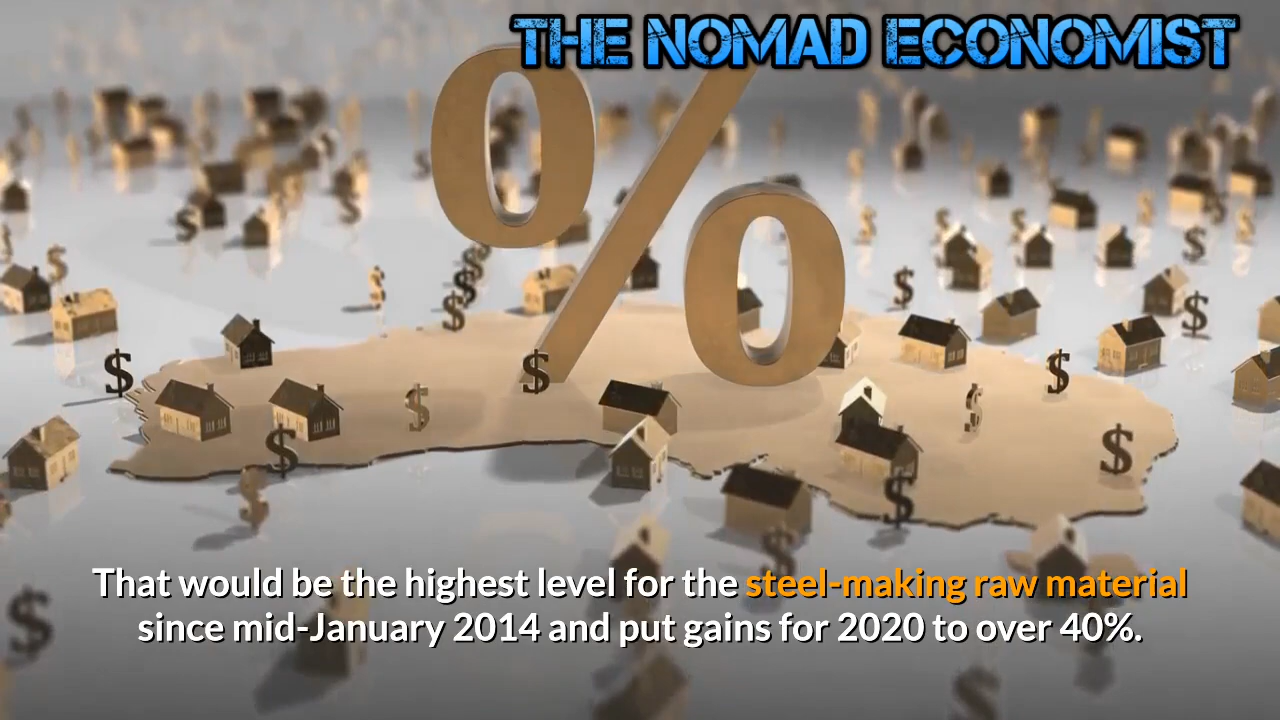 THE NOMAD ECONOMIST
%
That would be the highest level for the steel-making raw material
since mid-January 2014 and put gains for 2020 to over 40%.